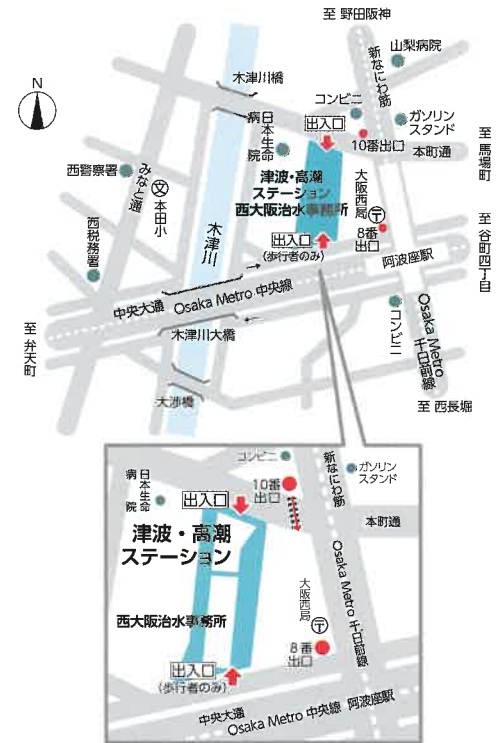 至 野田阪神
新なにわ筋
山梨病院
木津川橋
コンビニ
ガソリン
スタンド
出入口
10番出口
本町通
至 馬場町
日本生命
病院
津波・高潮
ステーション
西大阪治水事務所
大阪西局
8番
出口
出入口
(歩行者のみ)
N
西警察署
みなと通
本田小
文
西税務署
木津川
阿波座駅
至 谷町四丁目
中央大通 Osaka Metro 中央線
コンビニ
Osaka Metro 千日前線
至 弁天町
木津川大橋
大渉橋
至 西長堀
コンビニ
新なにわ筋
ガソリン
スタンド
10番
出口
日本生命
病院
出入口
本町通
津波・高潮
ステーション
Osaka Metro 千日前線
大阪西局
西大阪治水事務所
8番
出口
出入口
(歩行者のみ)
中央大通
Osaka Metro 中央線 阿波座駅